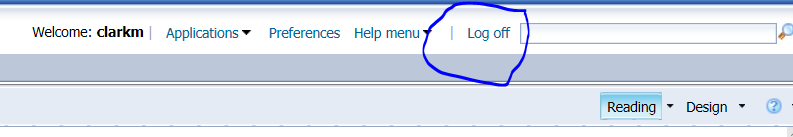 Welcome: clarkm | Applications Preferences Help menu | Log off
Reading Design